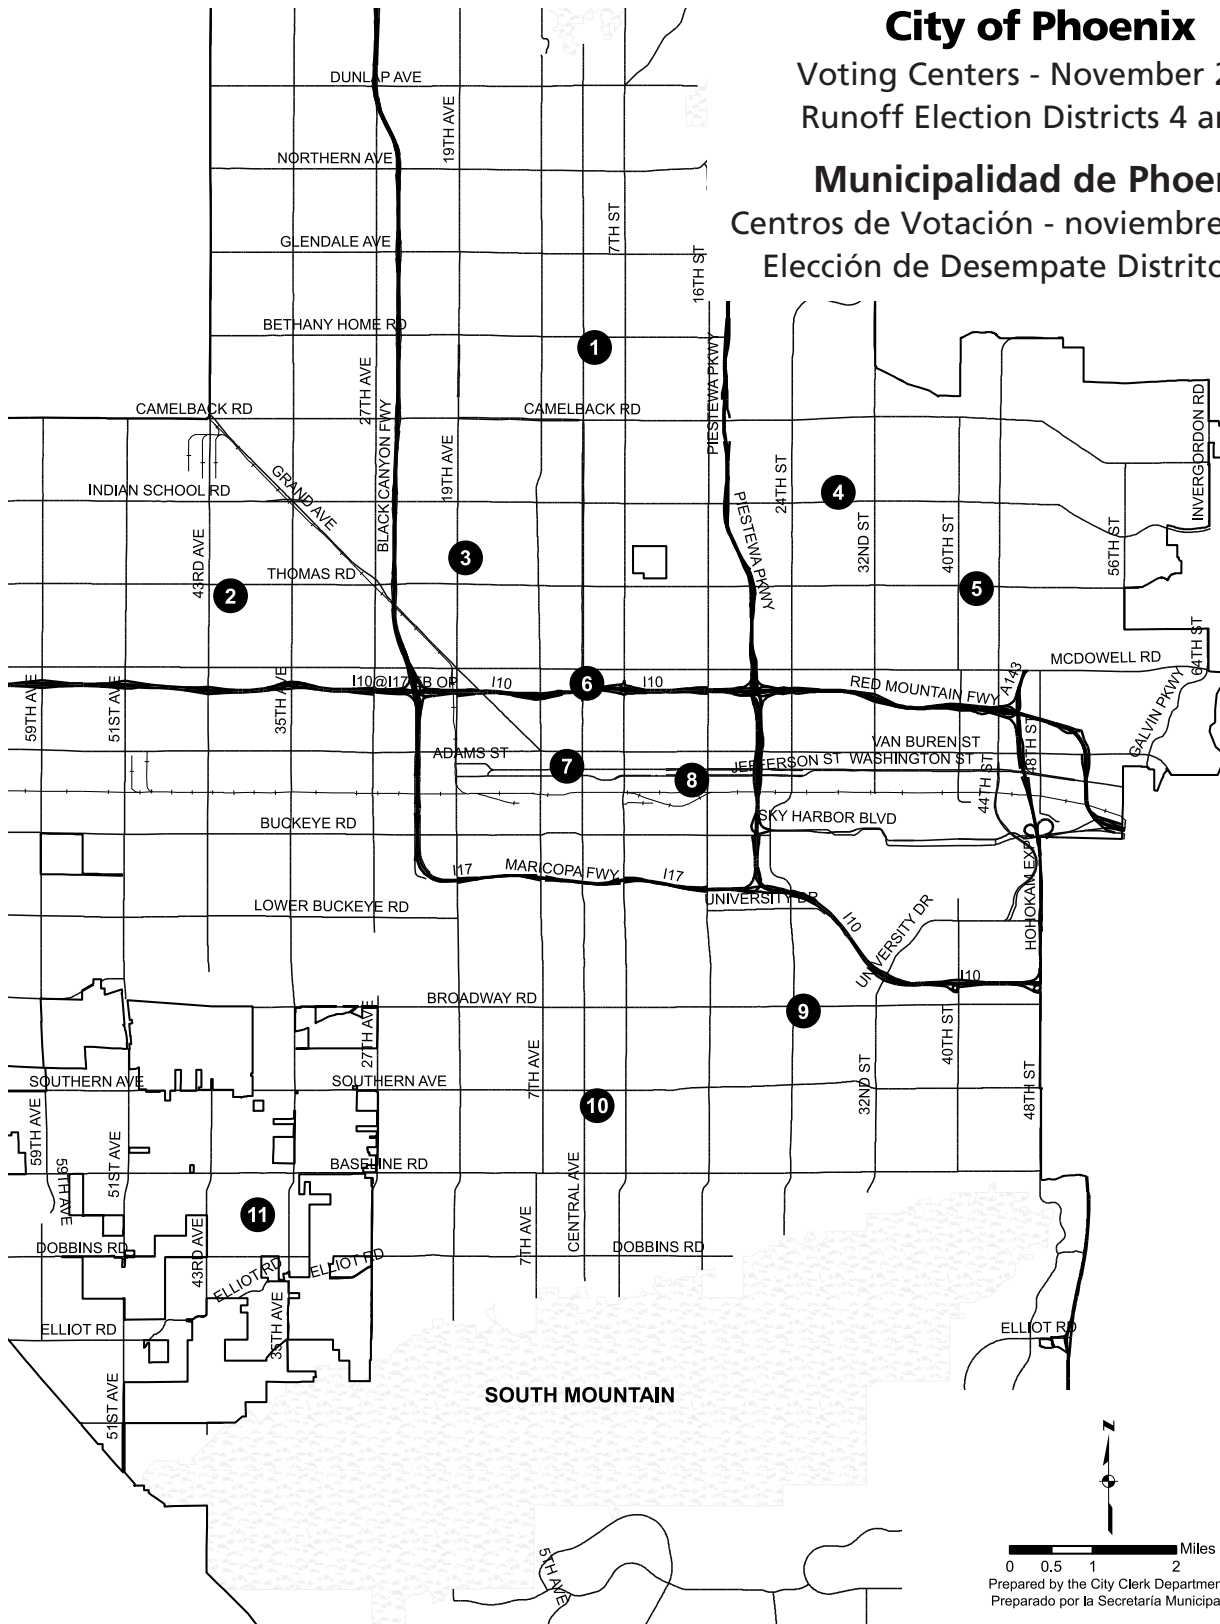 City of Phoenix
Voting Centers - November
Runoff Election Districts 4
Municipalidad de
Centros de Votación - noviembre
Elección de Desempate
DUNLAP AVE
19TH AVE
NORTHERN AVE
7TH ST
GLENDALE AVE
16TH ST
BETHANY HOME RD
1
27TH AVE
PIESTEWA PKWY
CAMELBACK RD
CAMELBACK RD
INVERGORDON RD
BLACK CANYON FWY
19TH AVE
24TH ST
GRAND AVE
INDIAN SCHOOL RD
4
PIESTEWA PKWY
32ND ST
40TH ST
56TH ST
43RD AVE
3
THOMAS RD
2
5
64TH ST
MCDOWELL RD
59TH AVE
51ST AVE
35TH AVE
I10@I17 EB OP
I10
6
I10
RED MOUNTAIN FWY
A143
GALVIN PKWY
48TH ST
VAN BUREN ST
ADAMS ST
7
JEFFERSON ST
WASHINGTON ST
8
44TH ST
BUCKEYE RD
SKY HARBOR BLVD
HOHOKAM EXP
I17
MARICOPA FWY
I17
UNIVERSITY DR
LOWER BUCKEYE RD
I10
UNIVERSITY DR
I10
BROADWAY RD
9
27TH AVE
40TH ST
7TH AVE
32ND ST
48TH ST
SOUTHERN AVE
SOUTHERN AVE
10
59TH AVE
51ST AVE
59TH AVE
BASELINE RD
11
CENTRAL AVE
7TH AVE
DOBBINS RD
43RD AVE
DOBBINS RD
ELLIOT RD
ELLIOT RD
35TH AVE
ELLIOT RD
ELLIOT RD
51ST AVE
SOUTH MOUNTAIN
5TH AVE
N
Miles
0 0.5 1 2
Prepared by the City Clerk
Preparado por la Secretaría